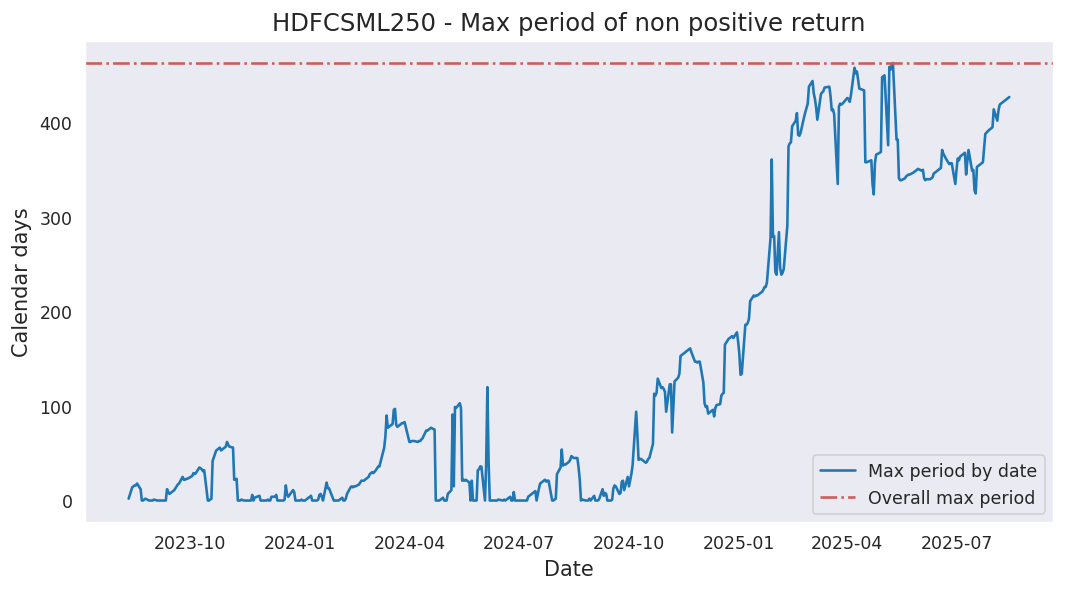 HDFCSML250 - Max period of non positive return
Calendar days
400
300
200
100
0
Max period by date
Overall max period
2023-10 2024-01 2024-04 2024-07 2024-10 2025-01 2025-04 2025-07
Date